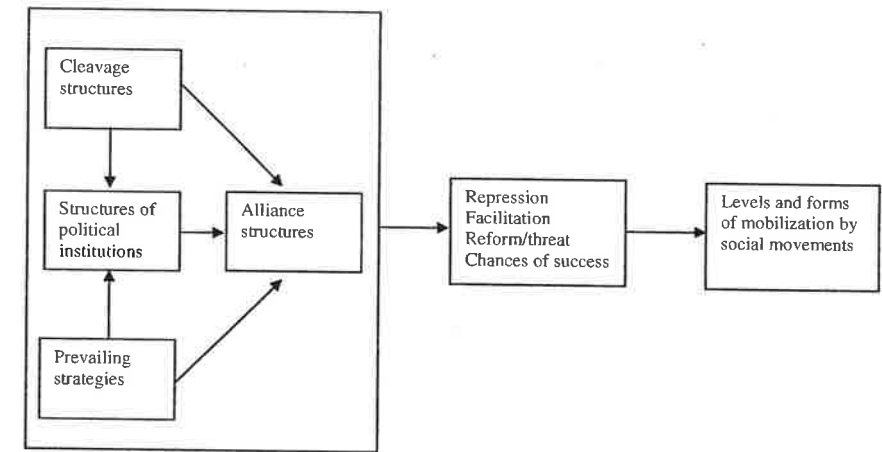 Cleavage
structures
Structures of
political
institutions
Alliance
structures
Prevailing
strategies
Repression
Facilitation
Reform/threat
Chances of success
Levels and forms
of mobilization by
social movements